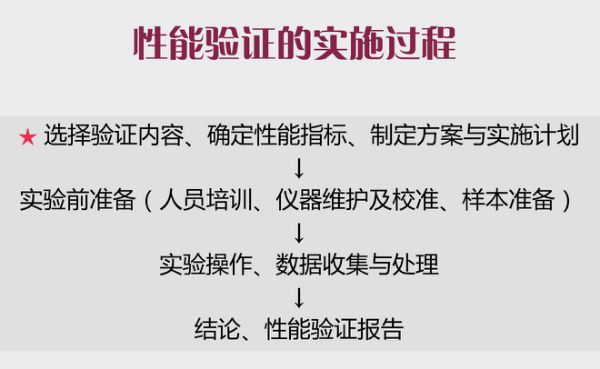 性能验证的实施过程
★ 选择验证内容、确定性能指标、制定方案与实施计划
↓
实验前准备（人员培训、仪器维护及校准、样本准备）
↓
实验操作、数据收集与处理
↓
结论、性能验证报告